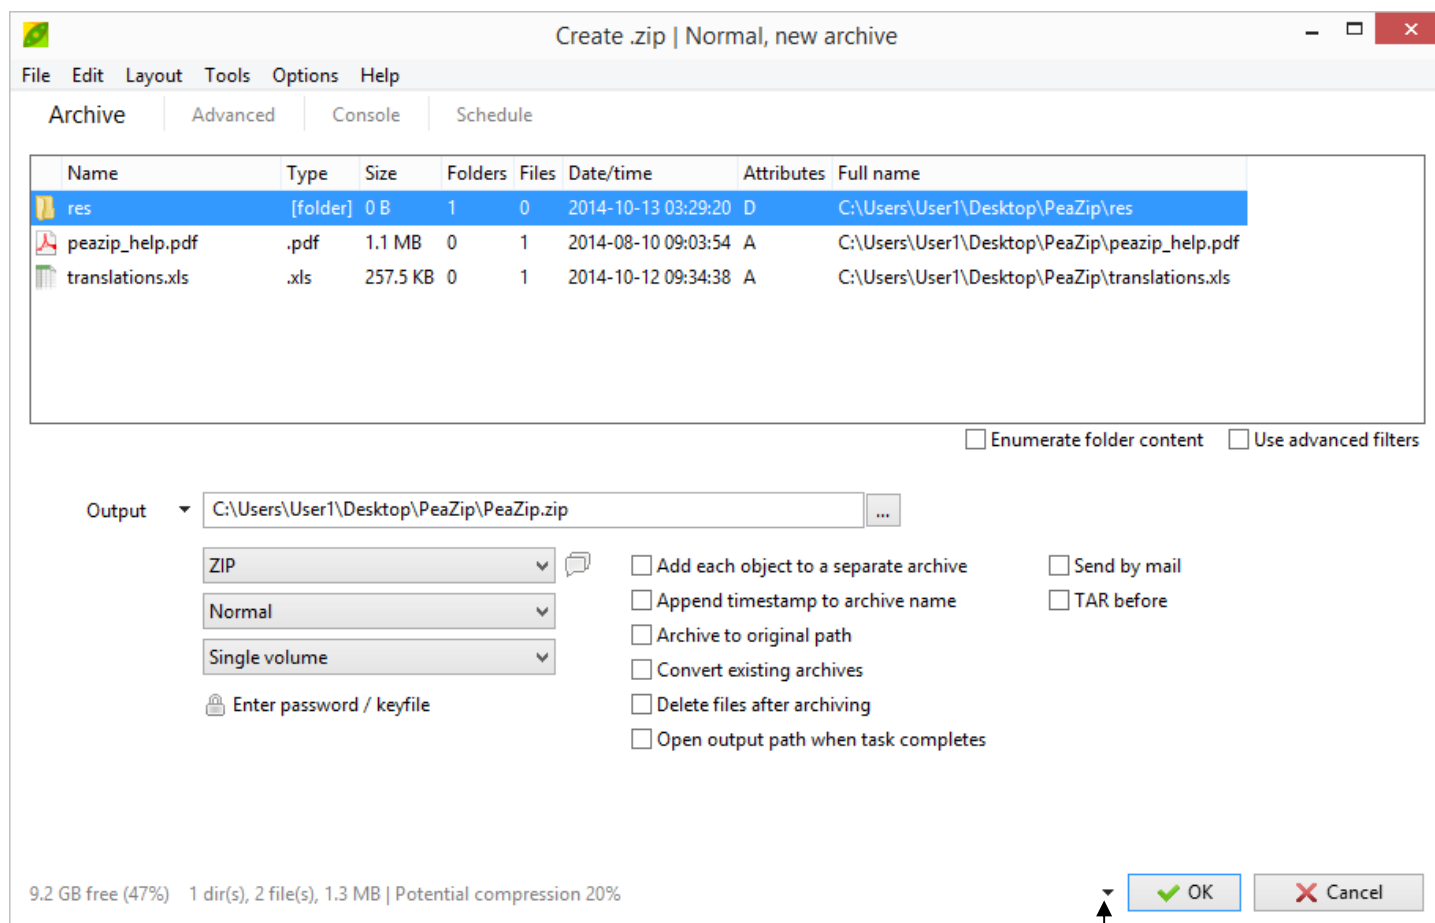 Create .zip | Normal, new archive
File Edit Layout Tools Options Help
Archive Advanced Console Schedule
Name Type Size Folders Files Date/time Attributes Full name
res [folder] 0 B 1 0 2014-10-13 03:29:20 D C:\Users\User1\Desktop\PeaZip\res
peazip_help.pdf .pdf 1.1 MB 0 1 2014-08-10 09:03:54 A C:\Users\User1\Desktop\PeaZip\peazip_help.pdf
translations.xls .xls 257.5 KB 0 1 2014-10-12 09:34:38 A C:\Users\User1\Desktop\PeaZip\translations.xls
Enumerate folder content Use advanced filters
Output C:\Users\User1\Desktop\PeaZip\PeaZip.zip ...
ZIP Add each object to a separate archive Send by mail
Normal Append timestamp to archive name TAR before
Archive to original path
Single volume Convert existing archives
Enter password / keyfile Delete files after archiving
Open output path when task completes
9.2 GB free (47%) 1 dir(s), 2 file(s), 1.3 MB | Potential compression 20% OK Cancel